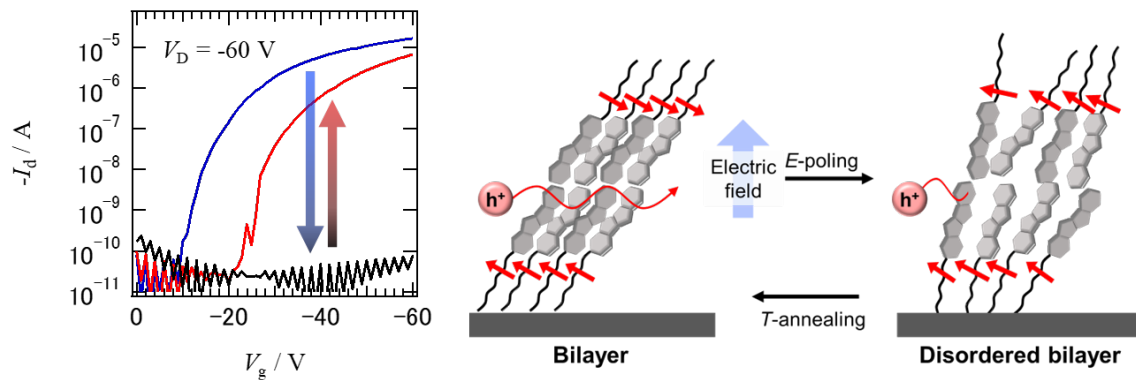 10⁻⁵
10⁻⁶
10⁻⁷
10⁻⁸
10⁻⁹
10⁻¹⁰
10⁻¹¹
-I_d / A
V_D = -60 V
0
-20
-40
-60
V_g / V
h⁺
Electric
field
E-poling
T-annealing
h⁺
Bilayer
Disordered bilayer